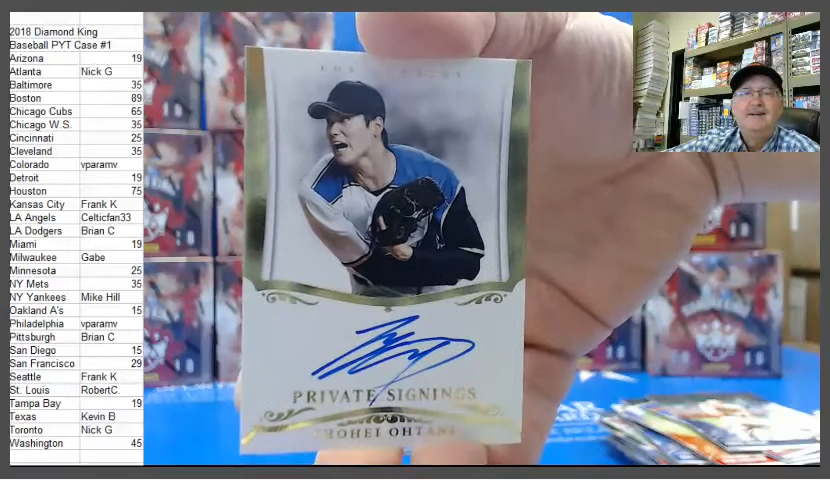 2018 Diamond King
Baseball PYT Case #1
Arizona 19
Atlanta Nick G
Baltimore 35
Boston 89
Chicago Cubs 65
Chicago W.S. 35
Cincinnati 25
Cleveland 35
Colorado vparamv
Detroit 19
Houston 75
Kansas City Frank K
LA Angels Celticfan33
LA Dodgers Brian C
Miami 19
Milwaukee Gabe
Minnesota 25
NY Mets 35
NY Yankees Mike Hill
Oakland A's 15
Philadelphia vparamv
Pittsburgh Brian C
San Diego 15
San Francisco 29
Seattle Frank K
St. Louis RobertC.
Tampa Bay 19
Texas Kevin B
Toronto Nick G
Washington 45
PRIVATE SIGNINGS
SHOHEI OHTANI